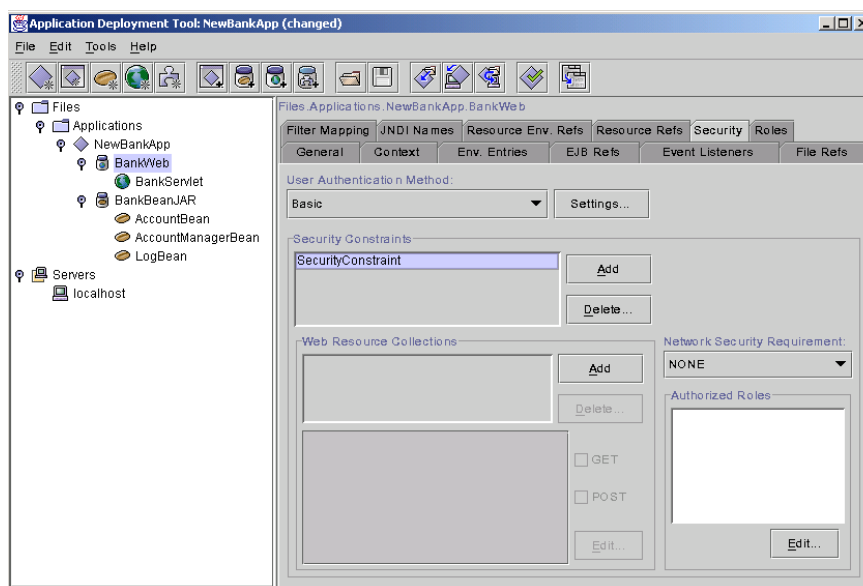 Application Deployment Tool: NewBankApp (changed)
File Edit Tools Help
Files
Applications
NewBankApp
BankWeb
BankServlet
BankBeanJAR
AccountBean
AccountManagerBean
LogBean
Servers
localhost
Files.Applications.NewBankApp.BankWeb
Filter Mapping JNDI Names Resource Env. Refs Resource Refs Security Roles
General Context Env. Entries EJB Refs Event Listeners File Refs
User Authentication Method:
Basic Settings...
Security Constraints
SecurityConstraint
Add
Delete...
Web Resource Collections
Add
Delete...
GET
POST
Edit...
Network Security Requirement:
NONE
Authorized Roles
Edit...